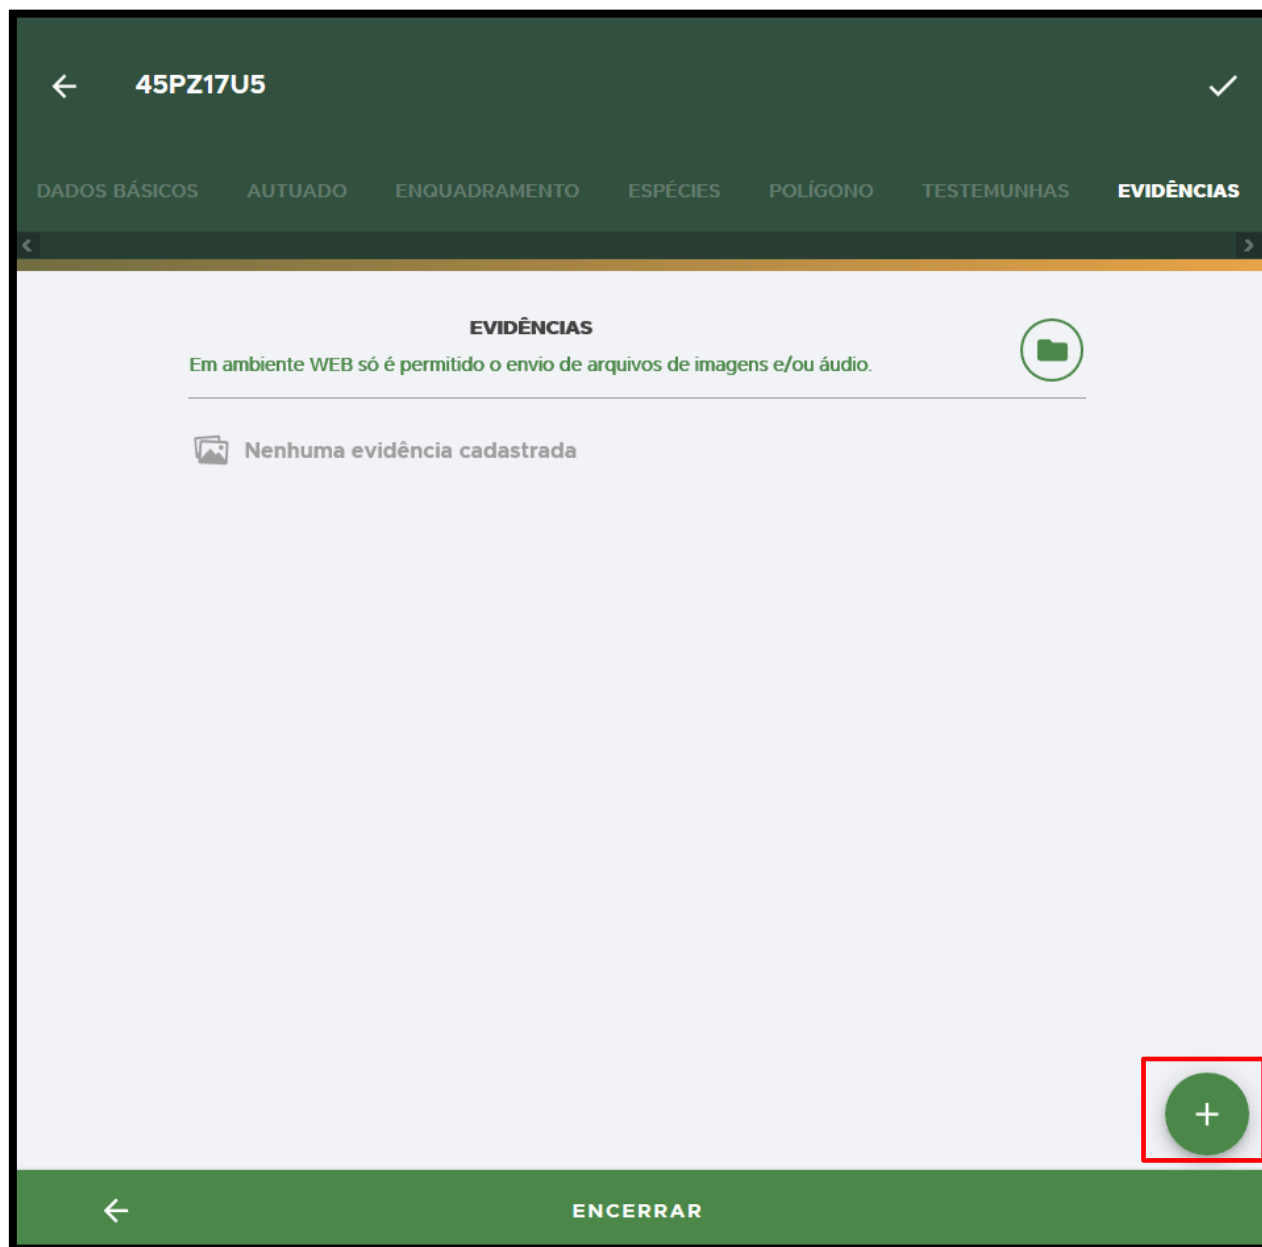 45PZ17U5
DADOS BÁSICOS AUTUADO ENQUADRAMENTO ESPÉCIES POLÍGONO TESTEMUNHAS EVIDÊNCIAS
EVIDÊNCIAS
Em ambiente WEB só é permitido o envio de arquivos de imagens e/ou áudio.
Nenhuma evidência cadastrada
ENCERRAR